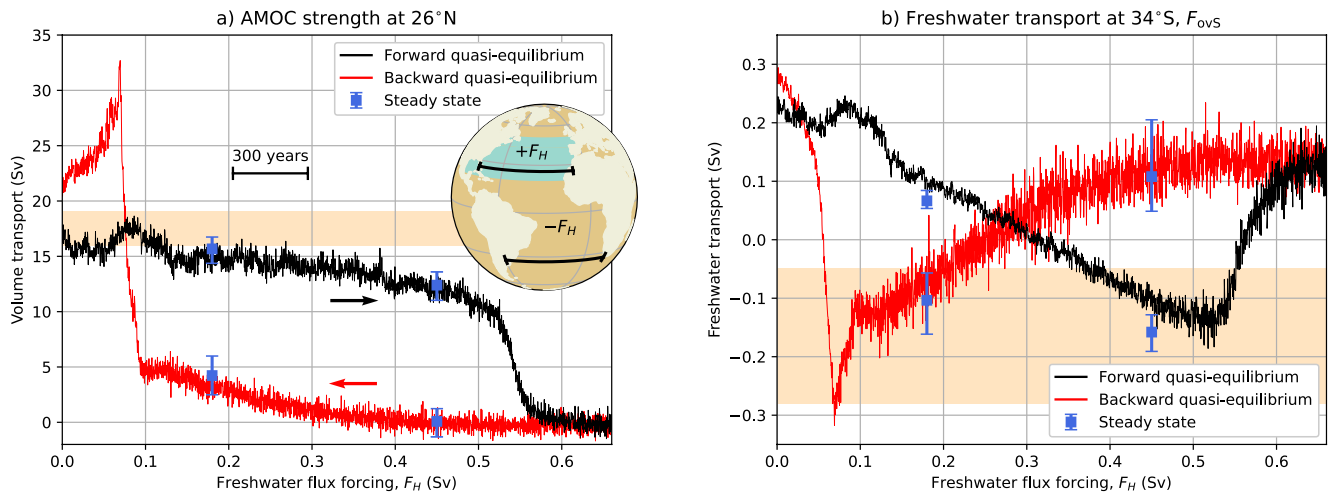 a) AMOC strength at 26°N
35
30
25
20
15
10
5
0
Volume transport (Sv)
Forward quasi-equilibrium
Backward quasi-equilibrium
Steady state
300 years
+F_H
−F_H
0.0 0.1 0.2 0.3 0.4 0.5 0.6
Freshwater flux forcing, F_H (Sv)
b) Freshwater transport at 34°S, F_ovS
0.3
0.2
0.1
0.0
−0.1
−0.2
−0.3
Freshwater transport (Sv)
Forward quasi-equilibrium
Backward quasi-equilibrium
Steady state
0.0 0.1 0.2 0.3 0.4 0.5 0.6
Freshwater flux forcing, F_H (Sv)